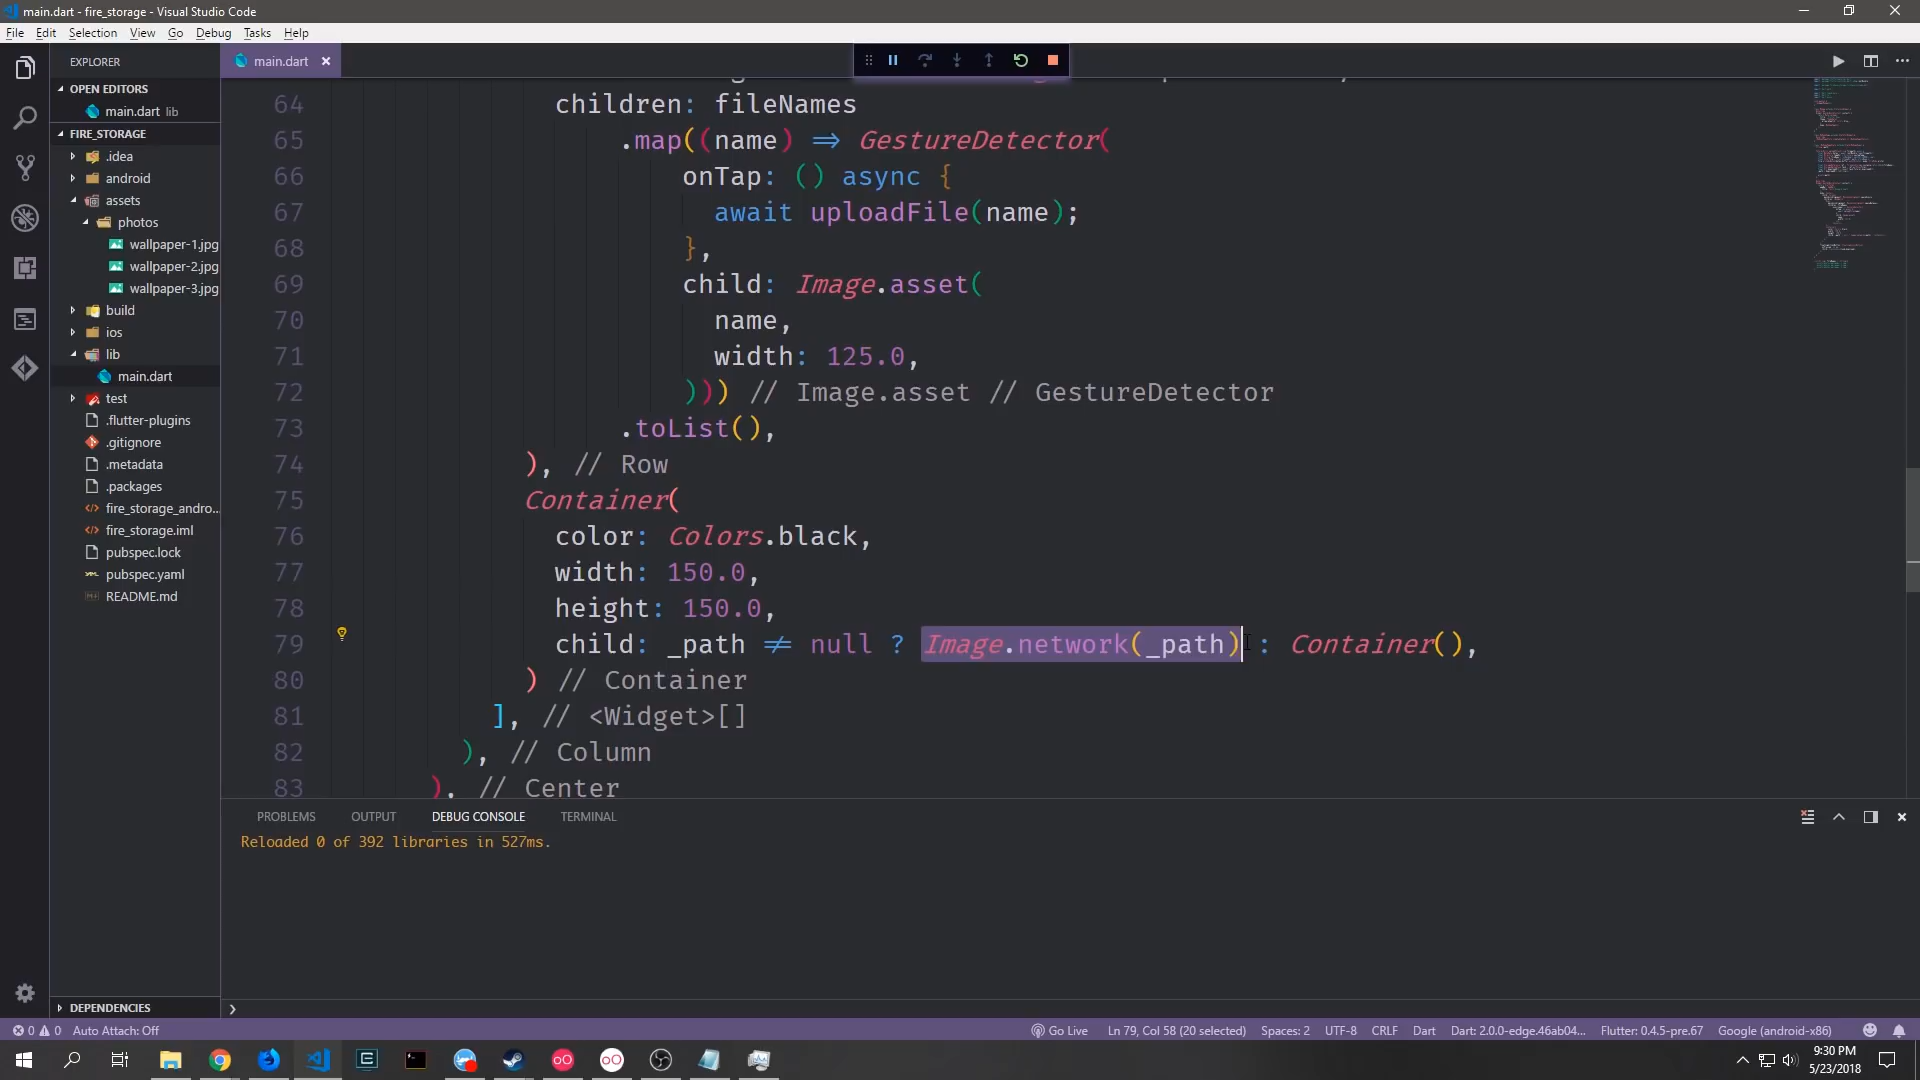 main.dart - fire_storage - Visual Studio Code
File Edit Selection View Go Debug Tasks Help
EXPLORER
OPEN EDITORS
main.dart lib
FIRE_STORAGE
.idea
android
assets
photos
wallpaper-1.jpg
wallpaper-2.jpg
wallpaper-3.jpg
build
ios
lib
main.dart
test
.flutter-plugins
.gitignore
.metadata
.packages
fire_storage_andro...
fire_storage.iml
pubspec.lock
pubspec.yaml
README.md
DEPENDENCIES
main.dart
64 children: fileNames
65 .map((name) => GestureDetector(
66 onTap: () async {
67 await uploadFile(name);
68 },
69 child: Image.asset(
70 name,
71 width: 125.0,
72 ))) // Image.asset // GestureDetector
73 .toList(),
74 ), // Row
75 Container(
76 color: Colors.black,
77 width: 150.0,
78 height: 150.0,
79 child: _path != null ? Image.network(_path) : Container(),
80 ) // Container
81 ], // <Widget>[]
82 ), // Column
83 ), // Center
PROBLEMS OUTPUT DEBUG CONSOLE TERMINAL
Reloaded 0 of 392 libraries in 527ms.
0 0 Auto Attach: Off Go Live Ln 79, Col 58 (20 selected) Spaces: 2 UTF-8 CRLF Dart Dart: 2.0.0-edge.46ab04... Flutter: 0.4.5-pre.67 Google (android-x86)
9:30 PM
5/23/2018